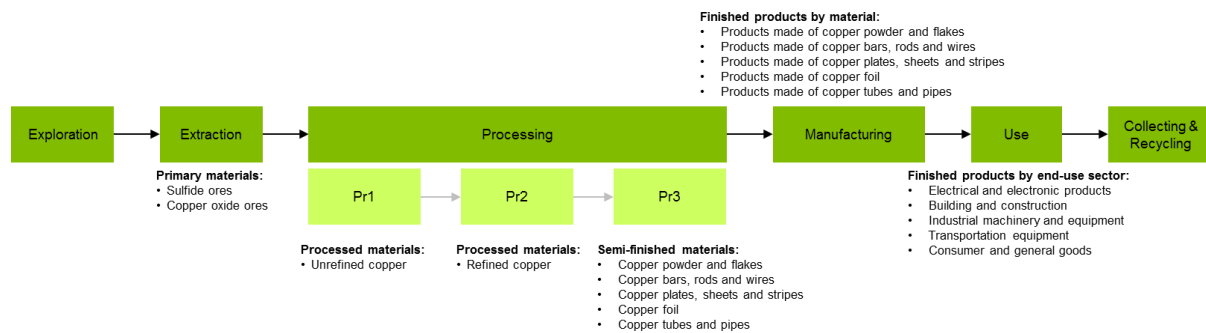 Finished products by material:
• Products made of copper powder and flakes
• Products made of copper bars, rods and wires
• Products made of copper plates, sheets and stripes
• Products made of copper foil
• Products made of copper tubes and pipes
Exploration
Extraction
Processing
Manufacturing
Use
Collecting &
Recycling
Primary materials:
• Sulfide ores
• Copper oxide ores
Pr1
Pr2
Pr3
Finished products by end-use sector:
• Electrical and electronic products
• Building and construction
• Industrial machinery and equipment
• Transportation equipment
• Consumer and general goods
Processed materials:
• Unrefined copper
Processed materials:
• Refined copper
Semi-finished materials:
• Copper powder and flakes
• Copper bars, rods and wires
• Copper plates, sheets and stripes
• Copper foil
• Copper tubes and pipes